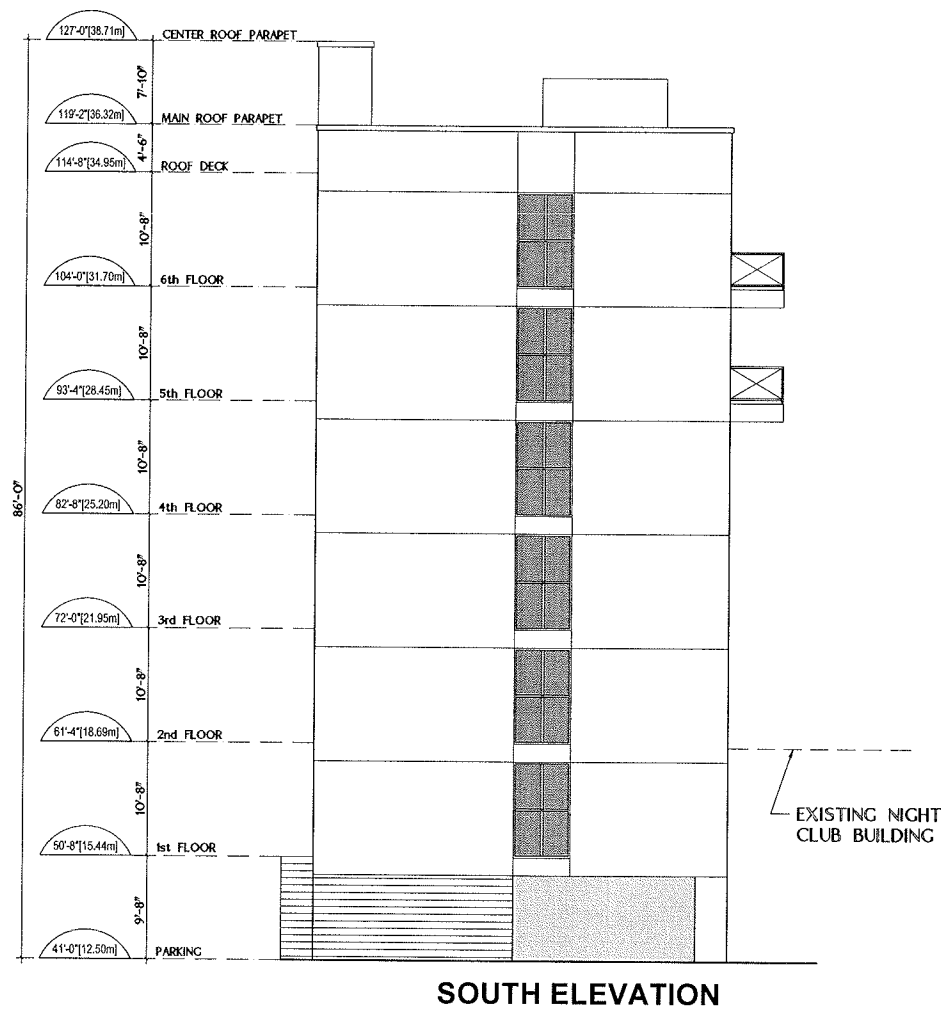 127'-0"[38.71m] CENTER ROOF PARAPET
7'-10"
119'-2"[36.32m] MAIN ROOF PARAPET
4'-6"
114'-8"[34.95m] ROOF DECK
10'-8"
104'-0"[31.70m] 6th FLOOR
10'-8"
93'-4"[28.45m] 5th FLOOR
10'-8"
82'-8"[25.20m] 4th FLOOR
86'-0"
10'-8"
72'-0"[21.95m] 3rd FLOOR
10'-8"
61'-4"[18.69m] 2nd FLOOR
10'-8"
EXISTING NIGHT
CLUB BUILDING
50'-8"[15.44m] 1st FLOOR
9'-8"
41'-0"[12.50m] PARKING
SOUTH ELEVATION